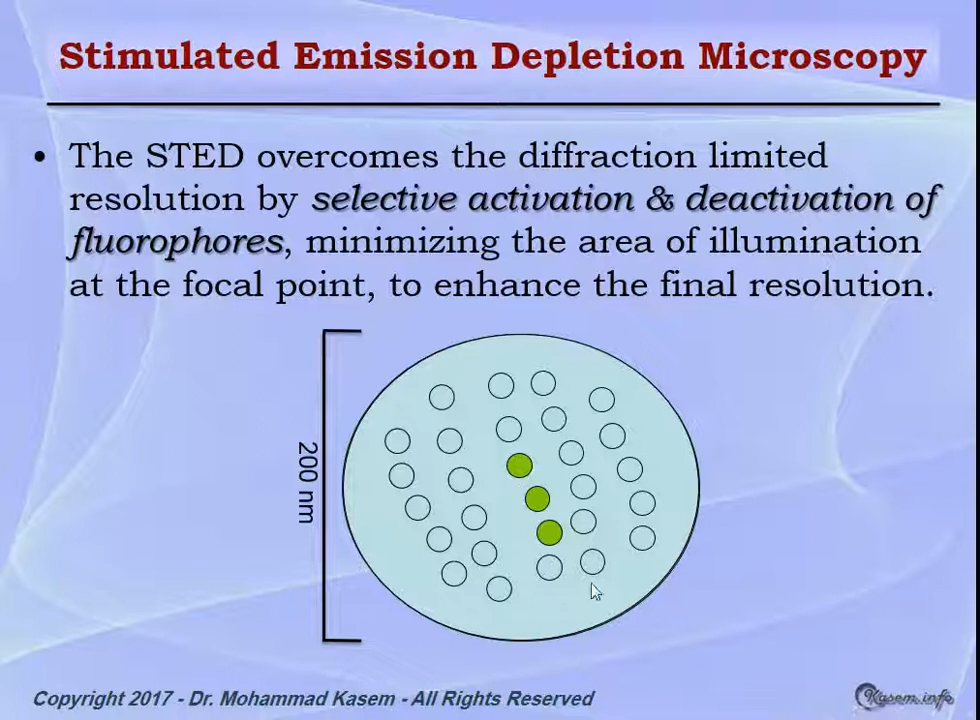 Stimulated Emission Depletion Microscopy
• The STED overcomes the diffraction limited
resolution by selective activation & deactivation of
fluorophores, minimizing the area of illumination
at the focal point, to enhance the final resolution.
200 nm
Copyright 2017 - Dr. Mohammad Kasem - All Rights Reserved
Kasem.info